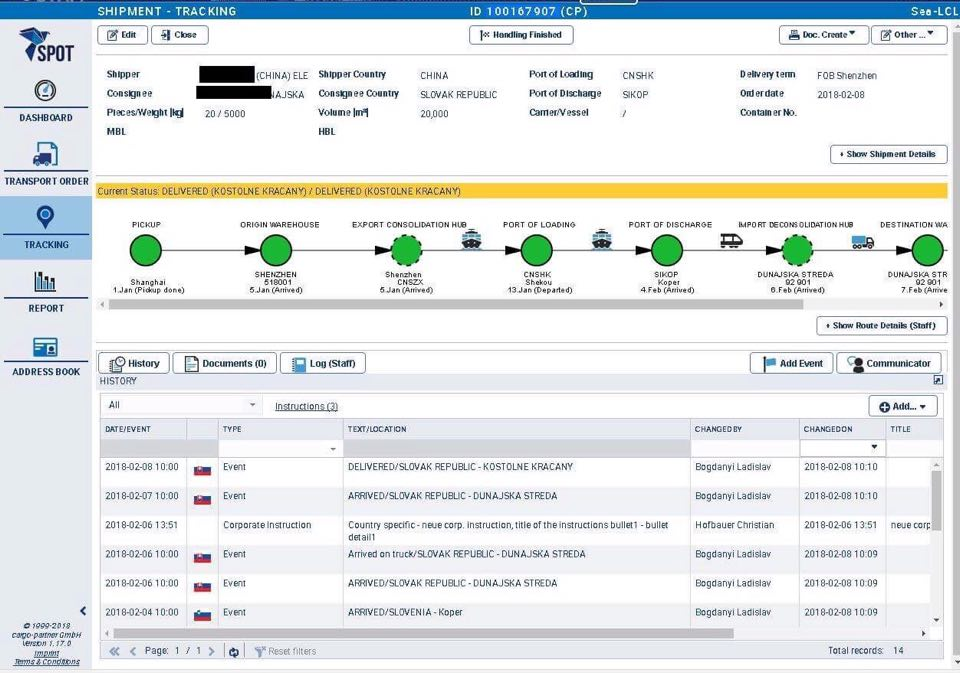 SHIPMENT - TRACKING ID 100167907 (CP) Sea-LCL
SPOT
Edit Close Handling Finished Doc. Create Other ...
Shipper (CHINA) ELE Shipper Country CHINA Port of Loading CNSHK Delivery term FOB Shenzhen
Consignee NAJSKA Consignee Country SLOVAK REPUBLIC Port of Discharge SIKOP Order date 2018-02-08
Pieces/Weight [kg] 20 / 5000 Volume [m³] 20,000 Carrier/Vessel / Container No.
MBL HBL
+ Show Shipment Details
DASHBOARD
TRANSPORT ORDER
TRACKING
REPORT
ADDRESS BOOK
Current Status: DELIVERED (KOSTOLNE KRACANY) / DELIVERED (KOSTOLNE KRACANY)
PICKUP ORIGIN WAREHOUSE EXPORT CONSOLIDATION HUB PORT OF LOADING PORT OF DISCHARGE IMPORT DECONSOLIDATION HUB DESTINATION WA
Shanghai SHENZHEN Shenzhen CNSHK SIKOP DUNAJSKA STREDA DUNAJSKA STR
518001 CNSZX Shekou Koper 92 901 92 901
1.Jan (Pickup done) 5.Jan (Arrived) 5.Jan (Arrived) 13.Jan (Departed) 4.Feb (Arrived) 6.Feb (Arrived) 7.Feb (Arrive
+ Show Route Details (Staff)
History Documents (0) Log (Staff) Add Event Communicator
HISTORY
All Instructions (3) Add...
DATE/EVENT TYPE TEXT/LOCATION CHANGED BY CHANGED ON TITLE
2018-02-08 10:00 Event DELIVERED/SLOVAK REPUBLIC - KOSTOLNE KRACANY Bogdanyi Ladislav 2018-02-08 10:10
2018-02-07 10:00 Event ARRIVED/SLOVAK REPUBLIC - DUNAJSKA STREDA Bogdanyi Ladislav 2018-02-08 10:10
2018-02-06 13:51 Corporate Instruction Country specific - neue corp. instruction, title of the instructions bullet1 - bullet Hofbauer Christian 2018-02-06 13:51 neue corp
detail1
2018-02-06 10:00 Event Arrived on truck/SLOVAK REPUBLIC - DUNAJSKA STREDA Bogdanyi Ladislav 2018-02-08 10:09
2018-02-06 10:00 Event ARRIVED/SLOVAK REPUBLIC - DUNAJSKA STREDA Bogdanyi Ladislav 2018-02-08 10:09
2018-02-04 10:00 Event ARRIVED/SLOVENIA - Koper Bogdanyi Ladislav 2018-02-08 10:09
Page: 1 / 1 Reset filters Total records: 14
© 1999-2018
cargo-partner GmbH
Version 1.17.0
Imprint
Terms & Conditions